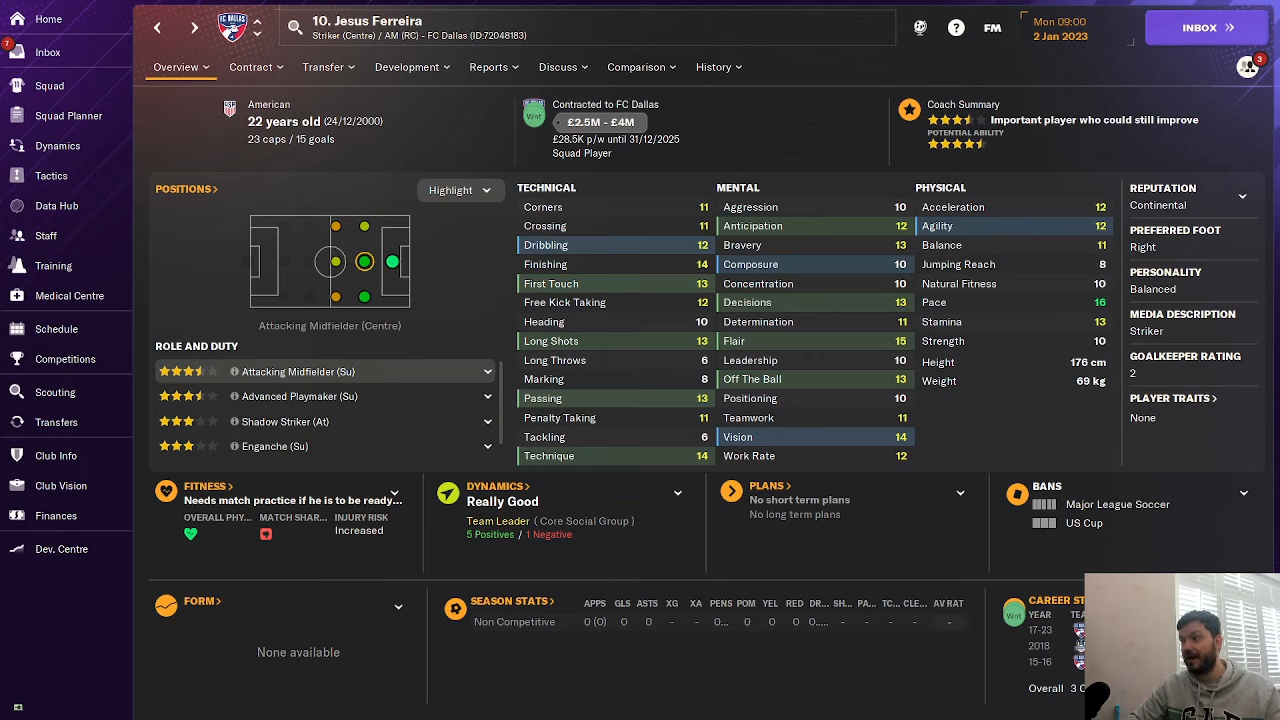 Home
7
Inbox
Squad
Squad Planner
Dynamics
Tactics
Data Hub
Staff
Training
Medical Centre
Schedule
Competitions
Scouting
Transfers
Club Info
Club Vision
Finances
Dev. Centre
10. Jesus Ferreira
Striker (Centre) / AM (RC) - FC Dallas (ID:72048183)
?
FM
Mon 09:00
2 Jan 2023
INBOX
Overview
Contract
Transfer
Development
Reports
Discuss
Comparison
History
3
American
22 years old (24/12/2000)
23 caps / 15 goals
Wnt
Contracted to FC Dallas
£2.5M - £4M
£28.5K p/w until 31/12/2025
Squad Player
Coach Summary
Important player who could still improve
POTENTIAL ABILITY
POSITIONS
Highlight
Attacking Midfielder (Centre)
ROLE AND DUTY
Attacking Midfielder (Su)
Advanced Playmaker (Su)
Shadow Striker (At)
Enganche (Su)
TECHNICAL
Corners 11
Crossing 11
Dribbling 12
Finishing 14
First Touch 13
Free Kick Taking 12
Heading 10
Long Shots 13
Long Throws 6
Marking 8
Passing 13
Penalty Taking 11
Tackling 6
Technique 14
MENTAL
Aggression 10
Anticipation 12
Bravery 13
Composure 10
Concentration 10
Decisions 13
Determination 11
Flair 15
Leadership 10
Off The Ball 13
Positioning 10
Teamwork 11
Vision 14
Work Rate 12
PHYSICAL
Acceleration 12
Agility 12
Balance 11
Jumping Reach 8
Natural Fitness 10
Pace 16
Stamina 13
Strength 10
Height 176 cm
Weight 69 kg
REPUTATION
Continental
PREFERRED FOOT
Right
PERSONALITY
Balanced
MEDIA DESCRIPTION
Striker
GOALKEEPER RATING
2
PLAYER TRAITS
None
FITNESS
Needs match practice if he is to be ready...
OVERALL PHY... MATCH SHAR... INJURY RISK
Increased
DYNAMICS
Really Good
Team Leader ( Core Social Group )
5 Positives / 1 Negative
PLANS
No short term plans
No long term plans
BANS
Major League Soccer
US Cup
FORM
None available
SEASON STATS
APPS GLS ASTS XG XA PENS POM YEL RED DR... SH... PA... TC... CLE... AV RAT
Non Competitive 0 (0) 0 0 - - 0... 0 0 0 0.... - - - - -
Wnt
CAREER ST
YEAR TE
17-23
2018
15-16
Overall 3 C